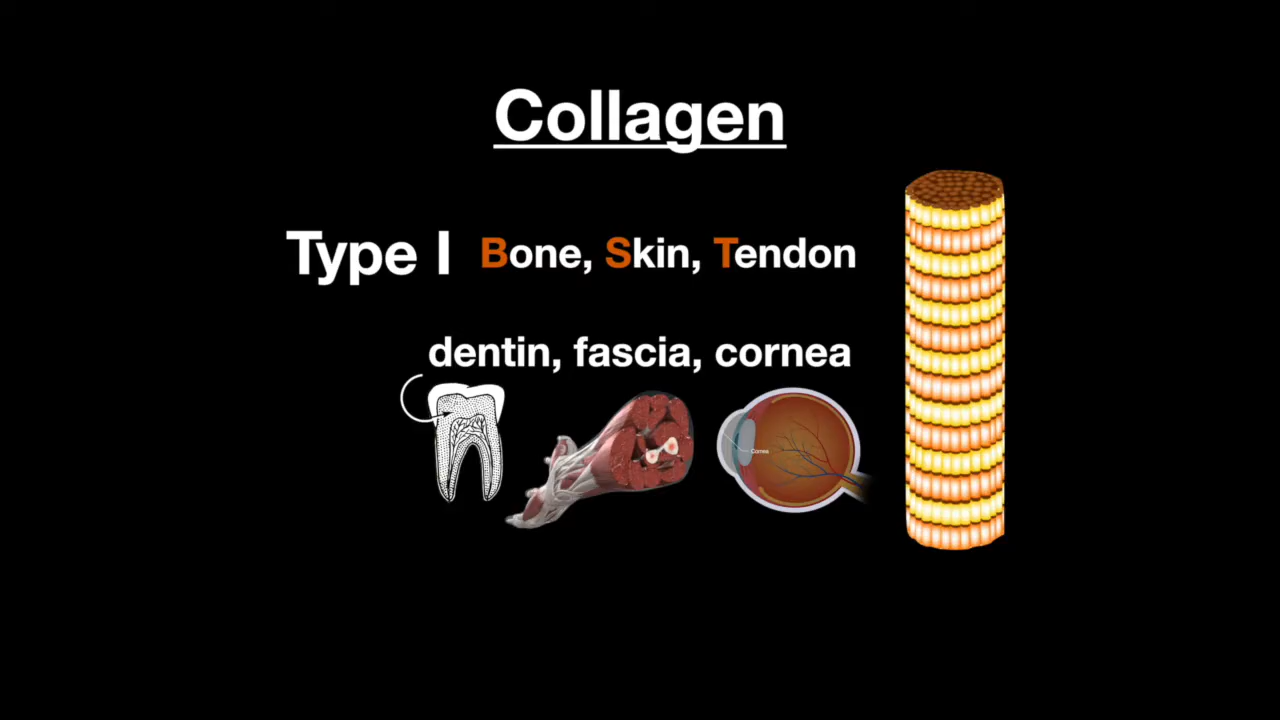 Collagen
Type I Bone, Skin, Tendon
dentin, fascia, cornea
Cornea